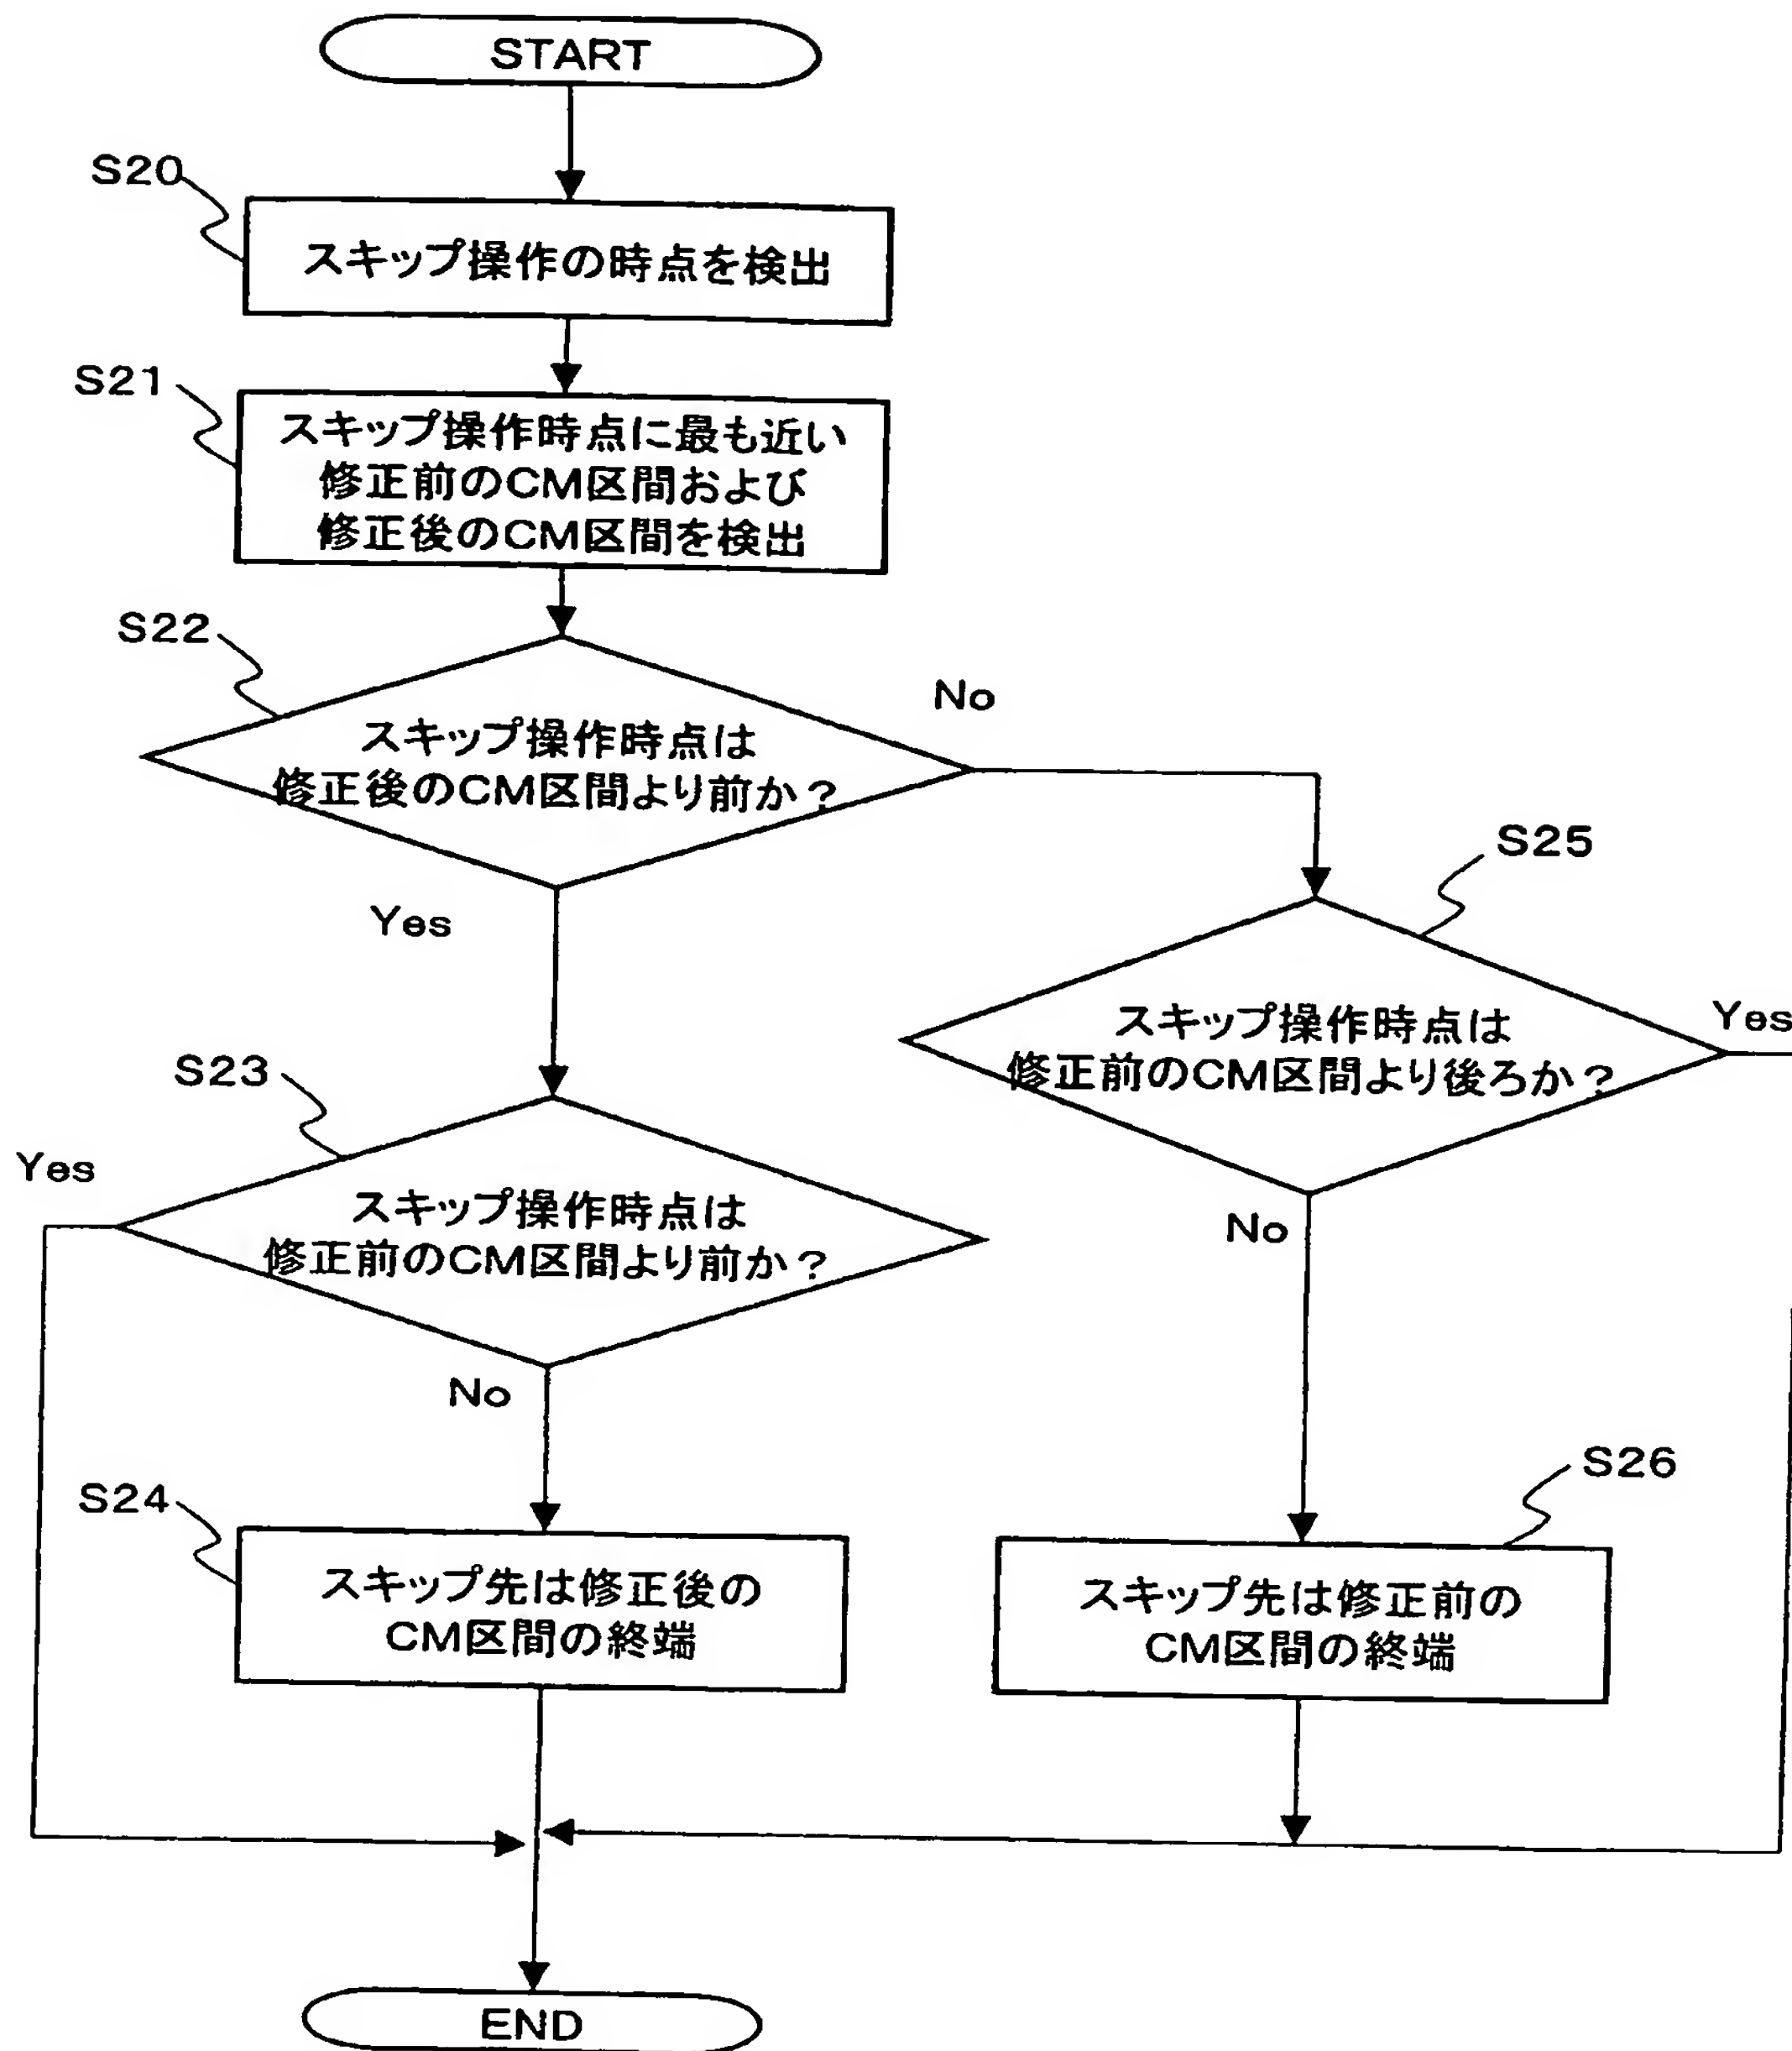 START
S20
スキップ操作の時点を検出
S21
スキップ操作時点に最も近い
修正前のCM区間および
修正後のCM区間を検出
S22
スキップ操作時点は
修正後のCM区間より前か？
No
Yes
S25
スキップ操作時点は
修正前のCM区間より後ろか？
Yes
No
S23
スキップ操作時点は
修正前のCM区間より前か？
Yes
No
S24
スキップ先は修正後の
CM区間の終端
S26
スキップ先は修正前の
CM区間の終端
END